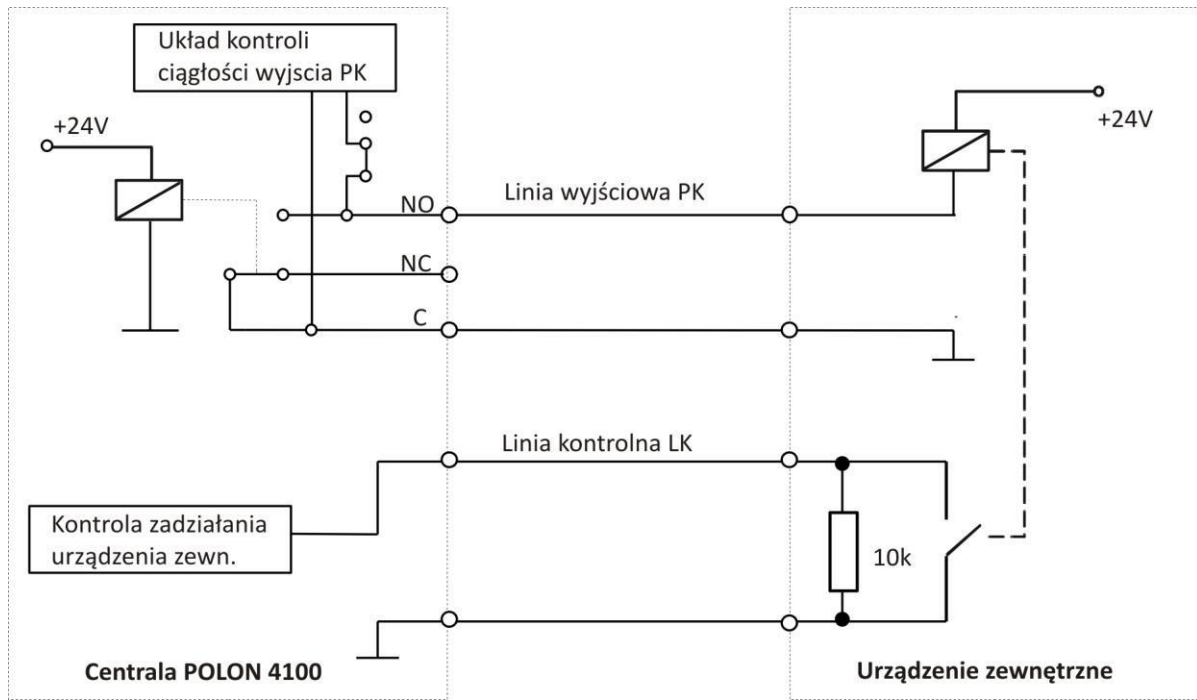 Układ kontroli
ciągłości wyjscia PK
+24V
+24V
NO
Linia wyjściowa PK
NC
C
Linia kontrolna LK
Kontrola zadziałania
urządzenia zewn.
10k
Centrala POLON 4100
Urządzenie zewnętrzne